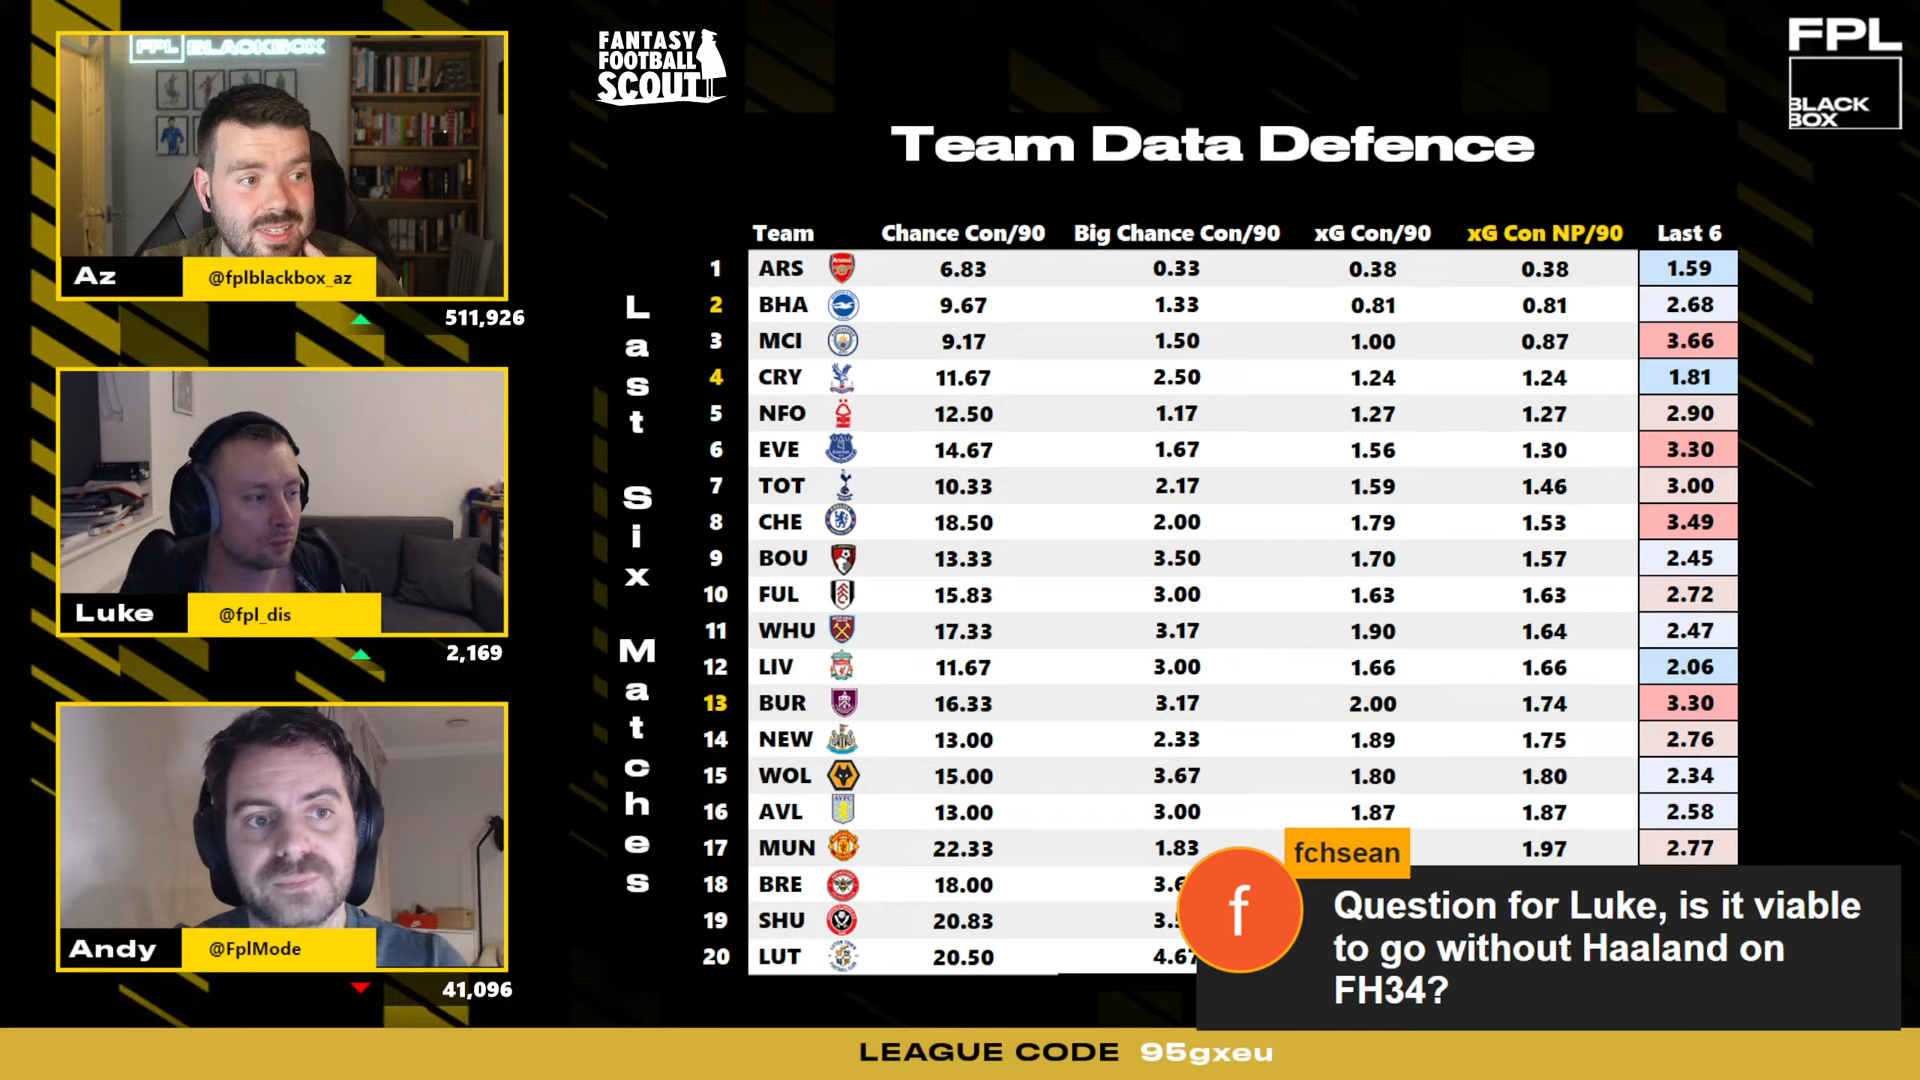 FPL BLACKBOX
Az
@fplblackbox_az
511,926
Luke
@fpl_dis
2,169
Andy
@FplMode
41,096
FANTASY
FOOTBALL
SCOUT
FPL
BLACK
BOX
Team Data Defence
Last Six Matches
Team Chance Con/90 Big Chance Con/90 xG Con/90 xG Con NP/90 Last 6
1 ARS 6.83 0.33 0.38 0.38 1.59
2 BHA 9.67 1.33 0.81 0.81 2.68
3 MCI 9.17 1.50 1.00 0.87 3.66
4 CRY 11.67 2.50 1.24 1.24 1.81
5 NFO 12.50 1.17 1.27 1.27 2.90
6 EVE 14.67 1.67 1.56 1.30 3.30
7 TOT 10.33 2.17 1.59 1.46 3.00
8 CHE 18.50 2.00 1.79 1.53 3.49
9 BOU 13.33 3.50 1.70 1.57 2.45
10 FUL 15.83 3.00 1.63 1.63 2.72
11 WHU 17.33 3.17 1.90 1.64 2.47
12 LIV 11.67 3.00 1.66 1.66 2.06
13 BUR 16.33 3.17 2.00 1.74 3.30
14 NEW 13.00 2.33 1.89 1.75 2.76
15 WOL 15.00 3.67 1.80 1.80 2.34
16 AVL 13.00 3.00 1.87 1.87 2.58
17 MUN 22.33 1.83 1.97 2.77
18 BRE 18.00
19 SHU 20.83
20 LUT 20.50 4.67
fchsean
f
Question for Luke, is it viable
to go without Haaland on
FH34?
LEAGUE CODE 95gxeu